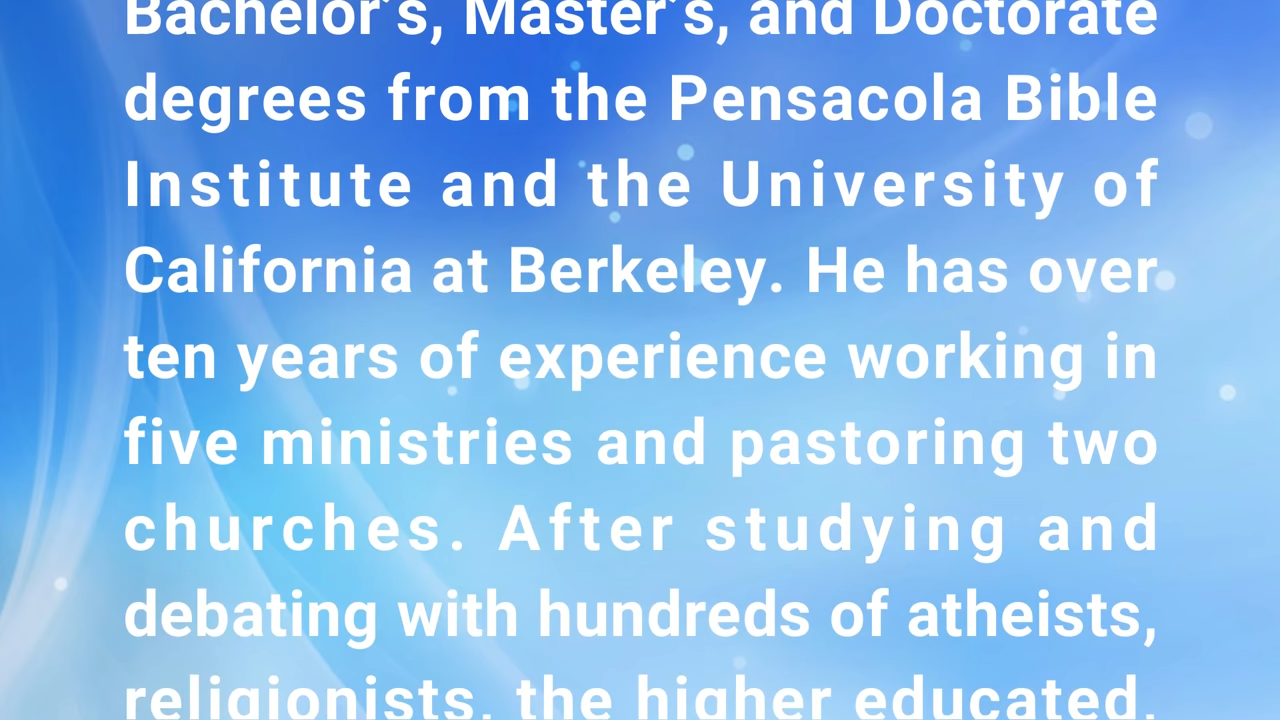 Bachelor's, Master's, and Doctorate
degrees from the Pensacola Bible
Institute and the University of
California at Berkeley. He has over
ten years of experience working in
five ministries and pastoring two
churches. After studying and
debating with hundreds of atheists,
religionists, the higher educated,